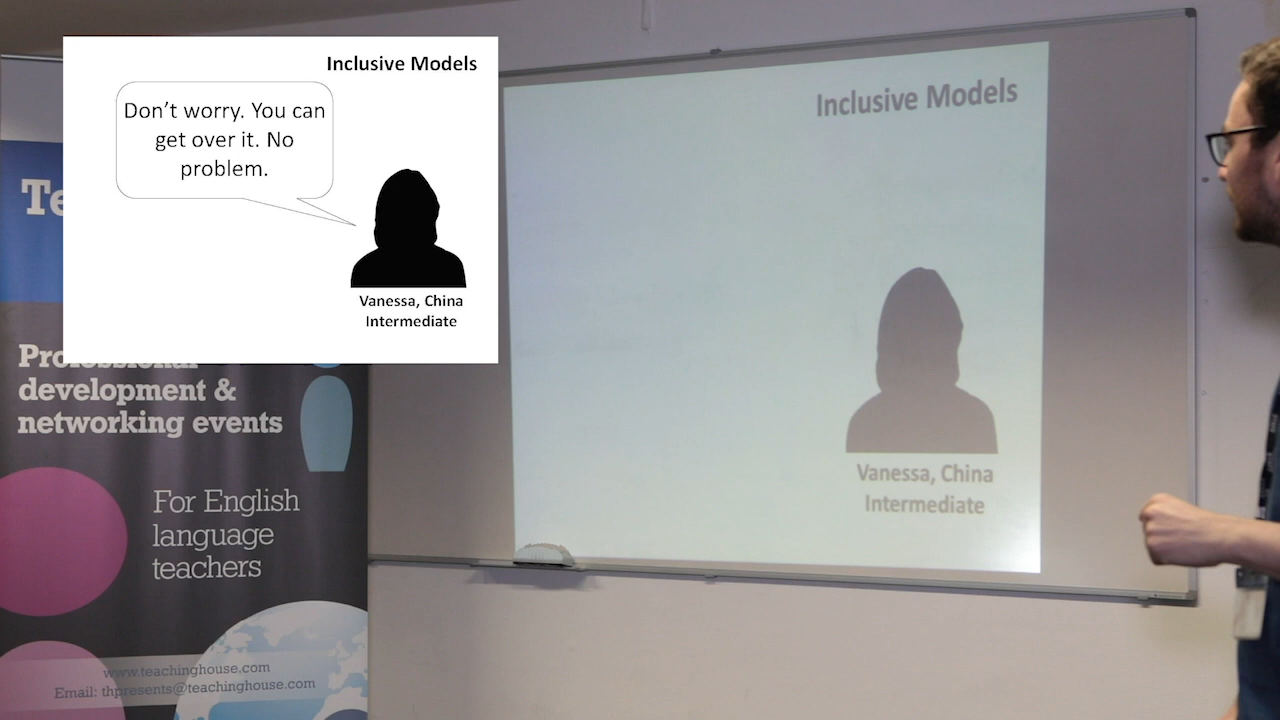 Inclusive Models
Don't worry. You can
get over it. No
problem.
Vanessa, China
Intermediate
Inclusive Models
Vanessa, China
Intermediate
Professional
development &
networking events
For English
language
teachers
www.teachinghouse.com
Email: thpresents@teachinghouse.com